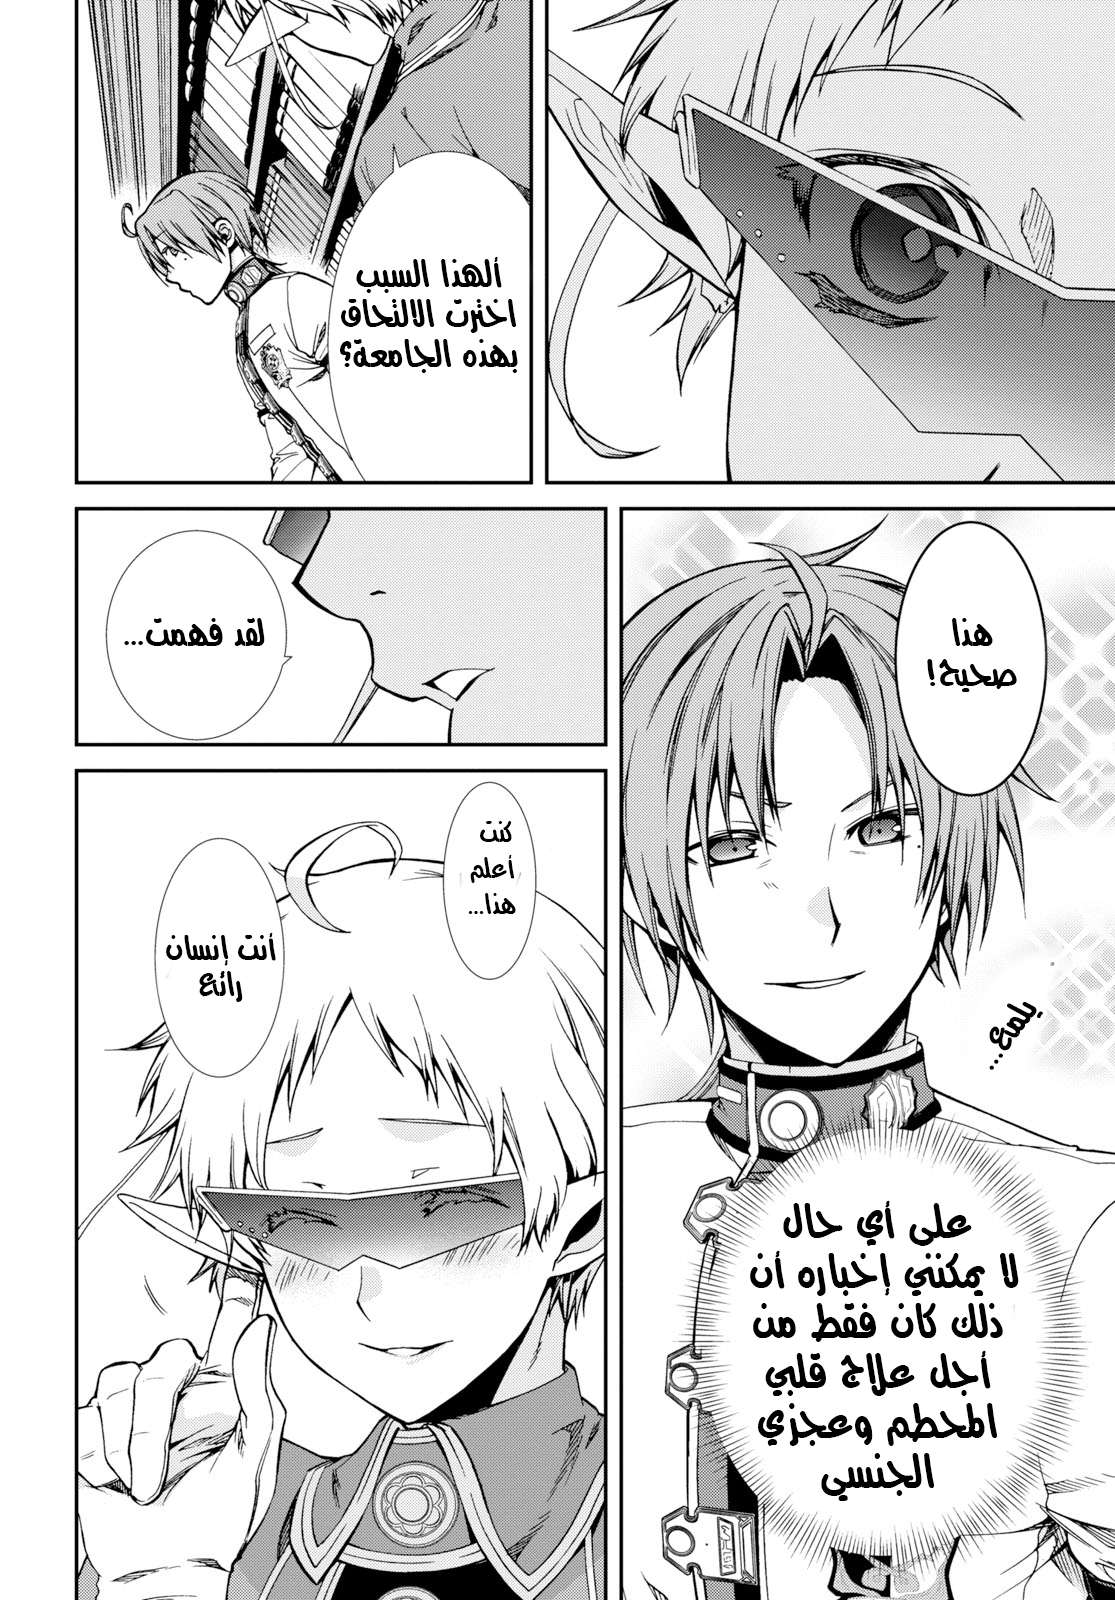 ألهذا السبب
اخترت الالتحاق
بهذه الجامعة؟
هذا
صحيح!
يلمع...
على أي حال
لا يمكنني إخباره أن
ذلك كان فقط من
أجل علاج قلبي
المحطم وعجزي
الجنسي
لقد فهمت...
كنت
أعلم
هذا...
أنت إنسان
رائع